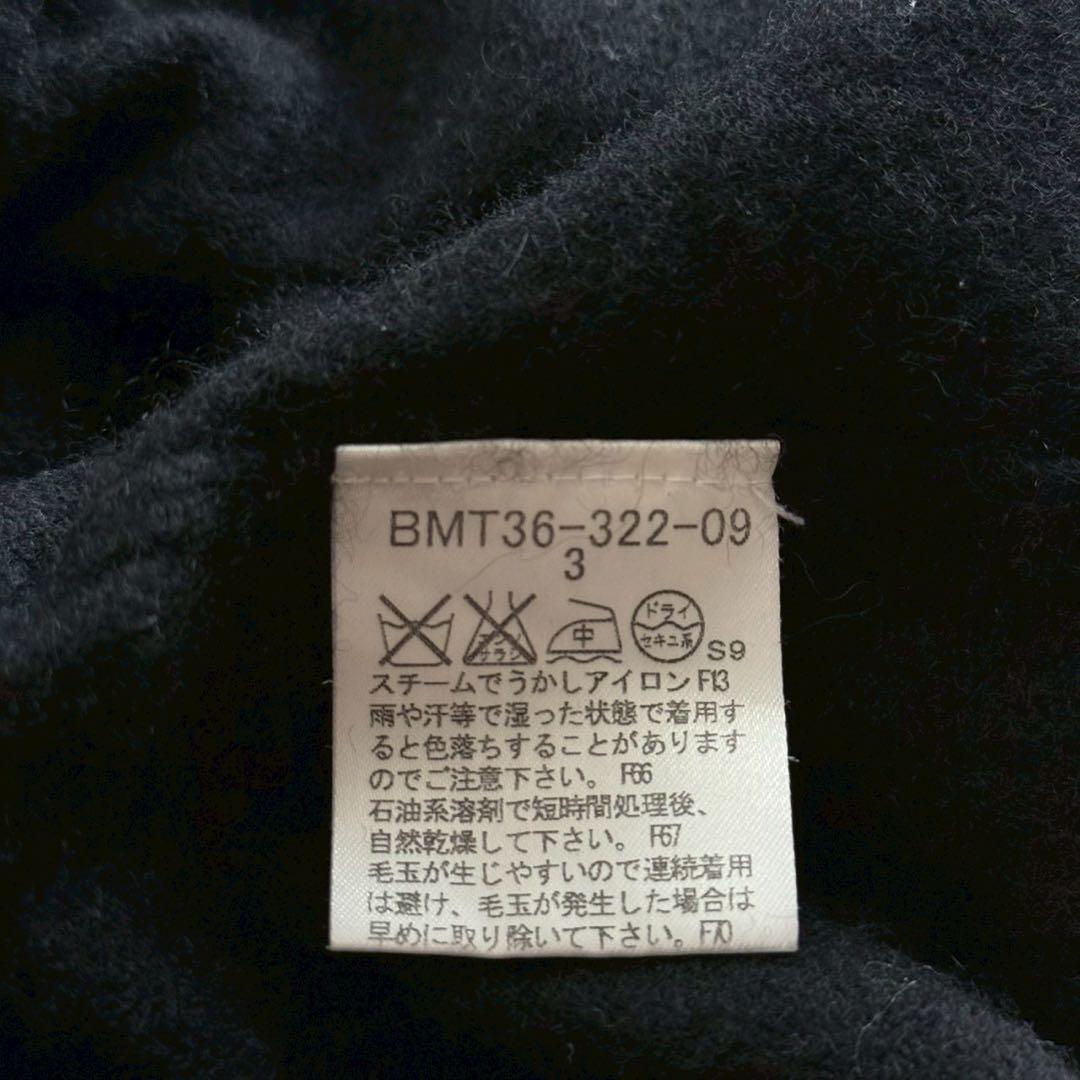 BMT36-322-09
3
中
ドライ
セキユ系
S9
スチームでうかしアイロン F13
雨や汗等で湿った状態で着用す
ると色落ちすることがあります
のでご注意下さい。 F66
石油系溶剤で短時間処理後、
自然乾燥して下さい。 F67
毛玉が生じやすいので連続着用
は避け、毛玉が発生した場合は
早めに取り除いて下さい。 F70